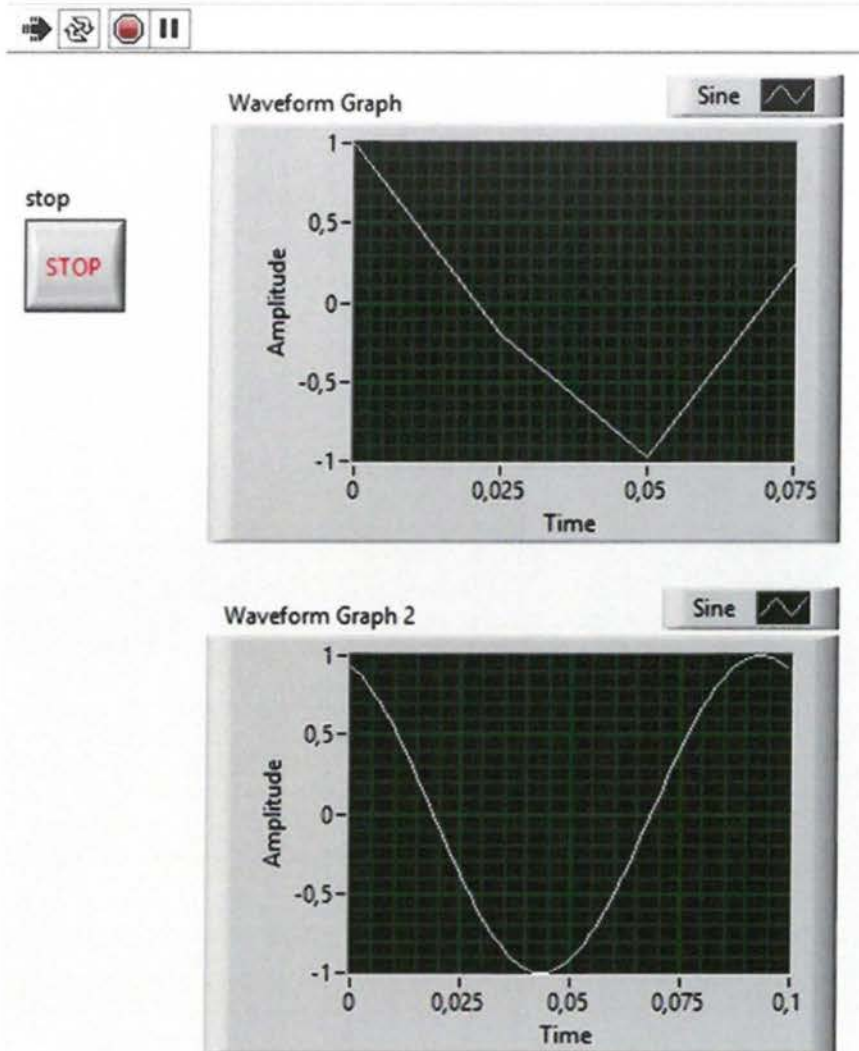 Waveform Graph
Sine
stop
STOP
Amplitude
1
0,5
0
-0,5
-1
0
0,025
0,05
0,075
Time
Waveform Graph 2
Sine
Amplitude
1
0,5
0
-0,5
-1
0
0,025
0,05
0,075
0,1
Time